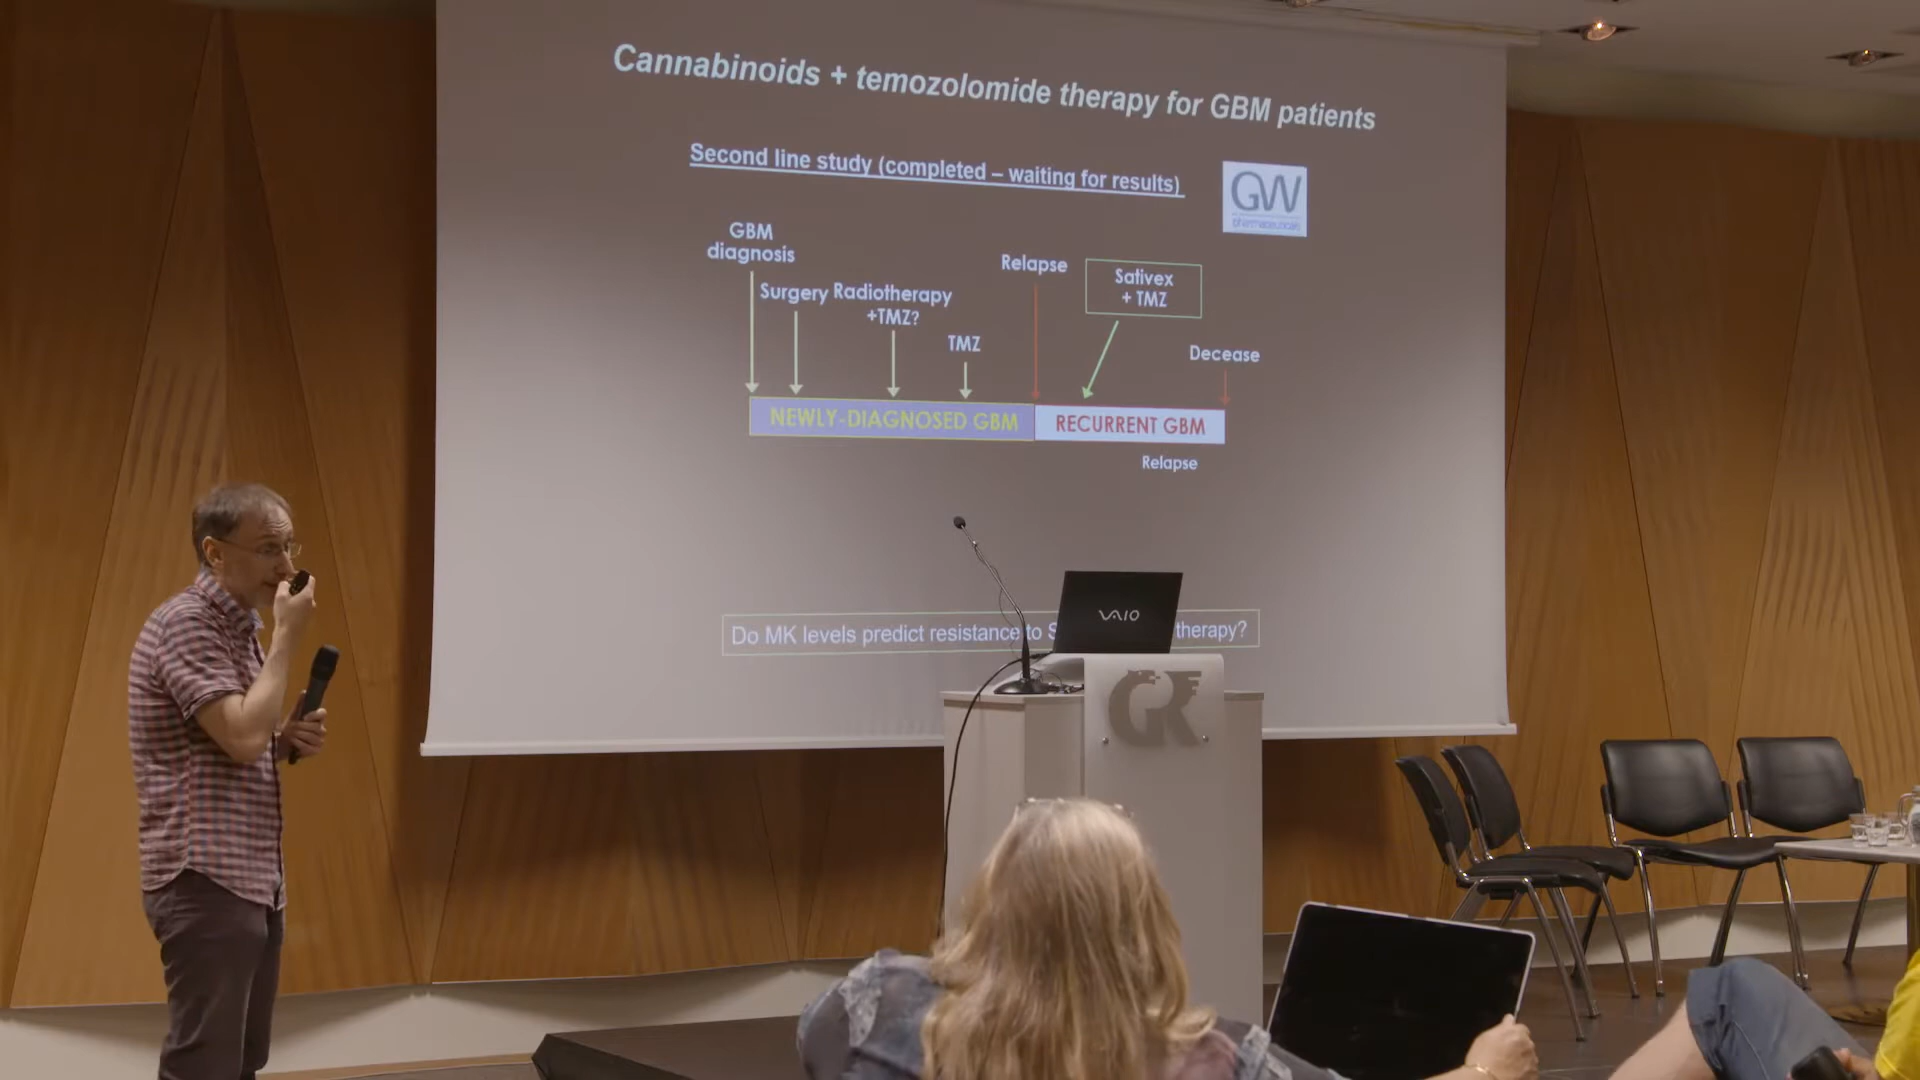 Cannabinoids + temozolomide therapy for GBM patients
Second line study (completed – waiting for results)
GW
pharmaceuticals
GBM
diagnosis
Surgery
Radiotherapy
+TMZ?
TMZ
Relapse
Sativex
+ TMZ
Decease
NEWLY-DIAGNOSED GBM
RECURRENT GBM
Relapse
Do MK levels predict resistance to
therapy?
VAIO